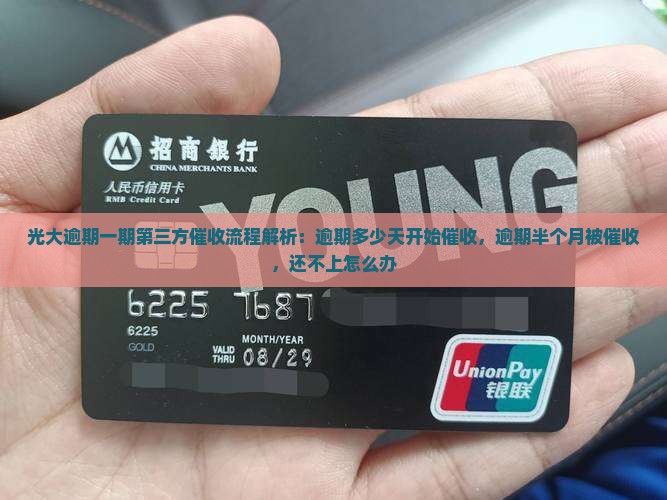 招商银行
CHINA MERCHANTS BANK
人民币信用卡
RMB Credit Card
YOUNG
光大逾期一期第三方催收流程解析：逾期多少天开始催收，逾期半个月被催收
，还不上怎么办
6225 7687
6225
GOLD
MONTH/YEAR
VALID
THRU
08/29
UnionPay
银联